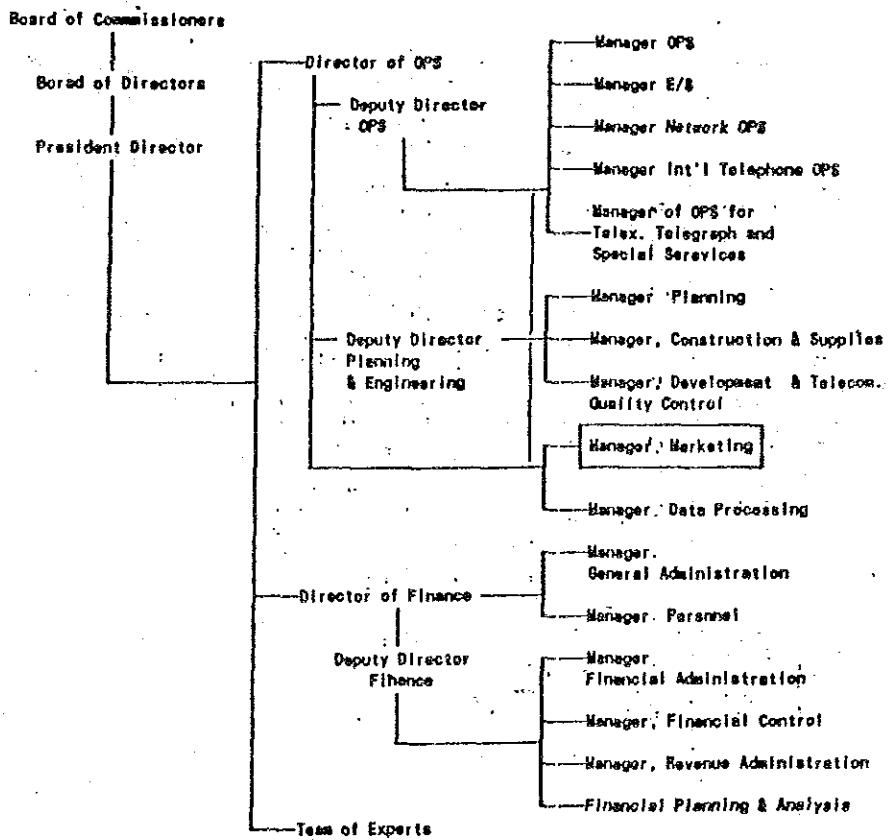 Board of Commissioners
Borad of Directors
President Director
Director of OPS
Deputy Director
OPS
Manager OPS
Manager E/S
Manager Network OPS
Manager Int'l Telephone OPS
Manager of OPS for
Telex, Telegraph and
Special Serevices
Deputy Director
Planning
& Engineering
Manager Planning
Manager, Construction & Supplies
Manager, Development & Telecom.
Quality Control
Manager, Marketing
Manager, Data Processing
Director of Finance
Manager,
General Administration
Manager, Personnel
Deputy Director
Finance
Manager
Financial Administration
Manager, Financial Control
Manager, Revenue Administration
Financial Planning & Analysis
Team of Experts